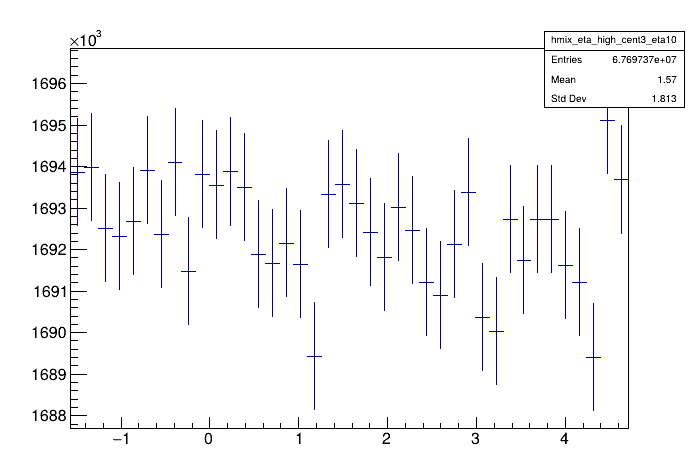 ×10³
hmix_eta_high_cent3_eta10
Entries 6.769737e+07
Mean 1.57
Std Dev 1.813
1696
1695
1694
1693
1692
1691
1690
1689
1688
−1 0 1 2 3 4